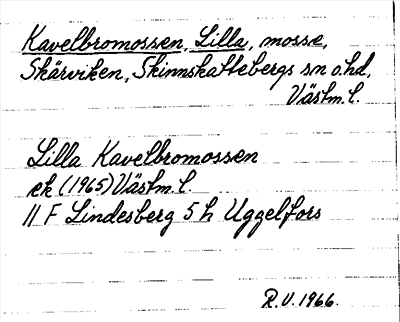 Kavelbromossen, Lilla, mosse,
Skärviken, Skinnskattebergs sn o. hd,
Västm. l.
Lilla Kavelbromossen
ek (1965) Västm. l.
11 F Lindesberg 5 h Uggelfors
R.V. 1966.